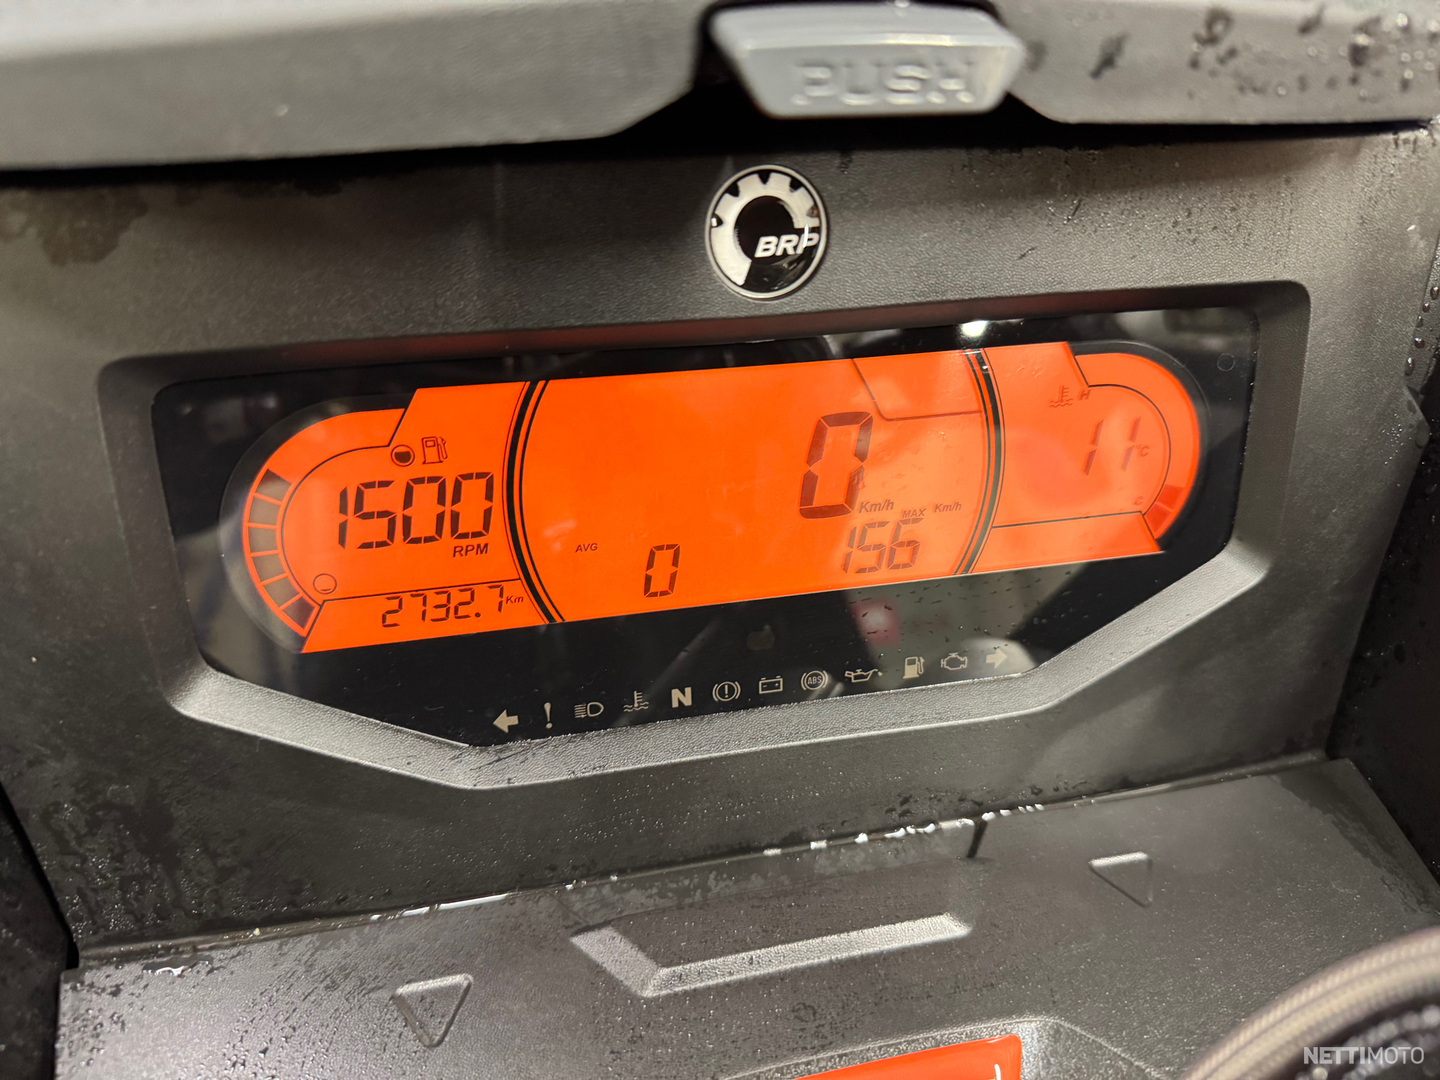 PUSH
BRP
H
11 °C
C
0 Km/h
1500
RPM
MAX Km/h
AVG
0
156
2732.7 Km
N
ABS
NETTIMOTO